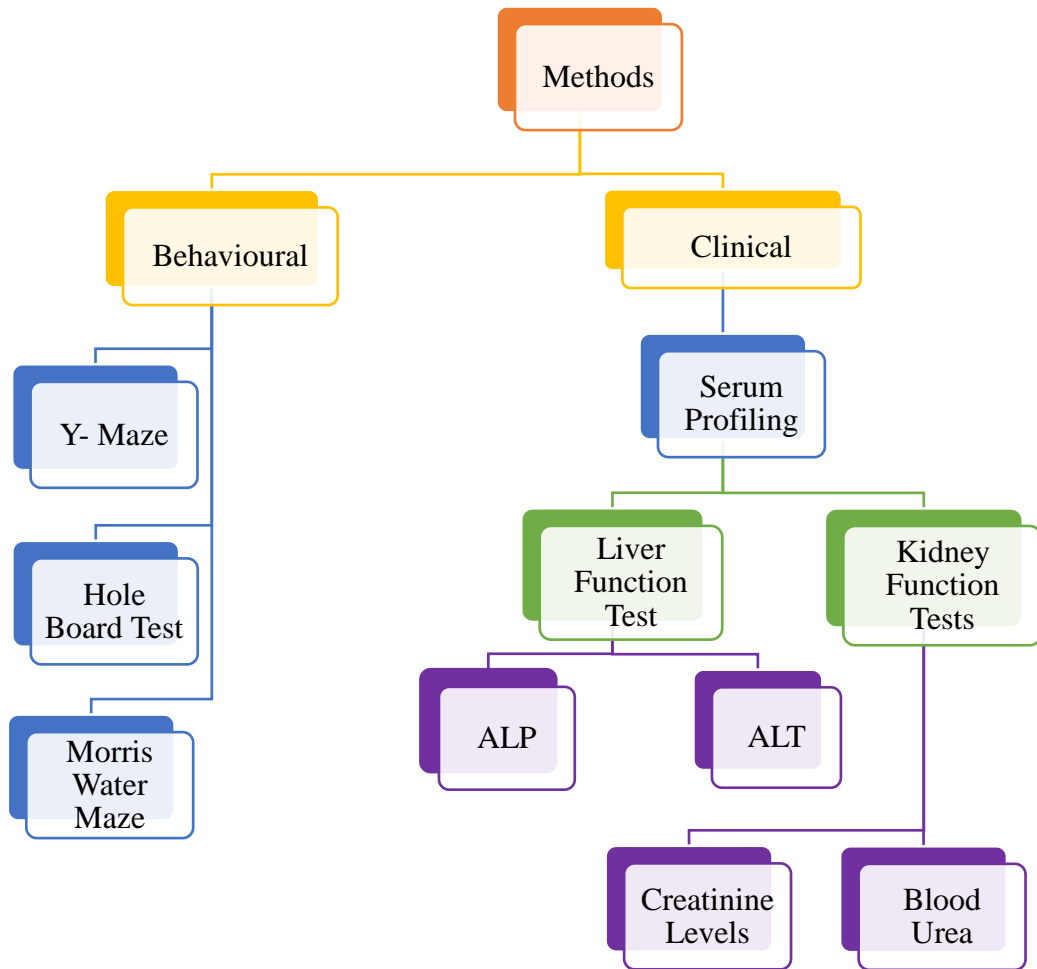 Methods
Behavioural
Clinical
Y- Maze
Serum
Profiling
Hole
Board Test
Liver
Function
Test
Kidney
Function
Tests
Morris
Water
Maze
ALP
ALT
Creatinine
Levels
Blood
Urea